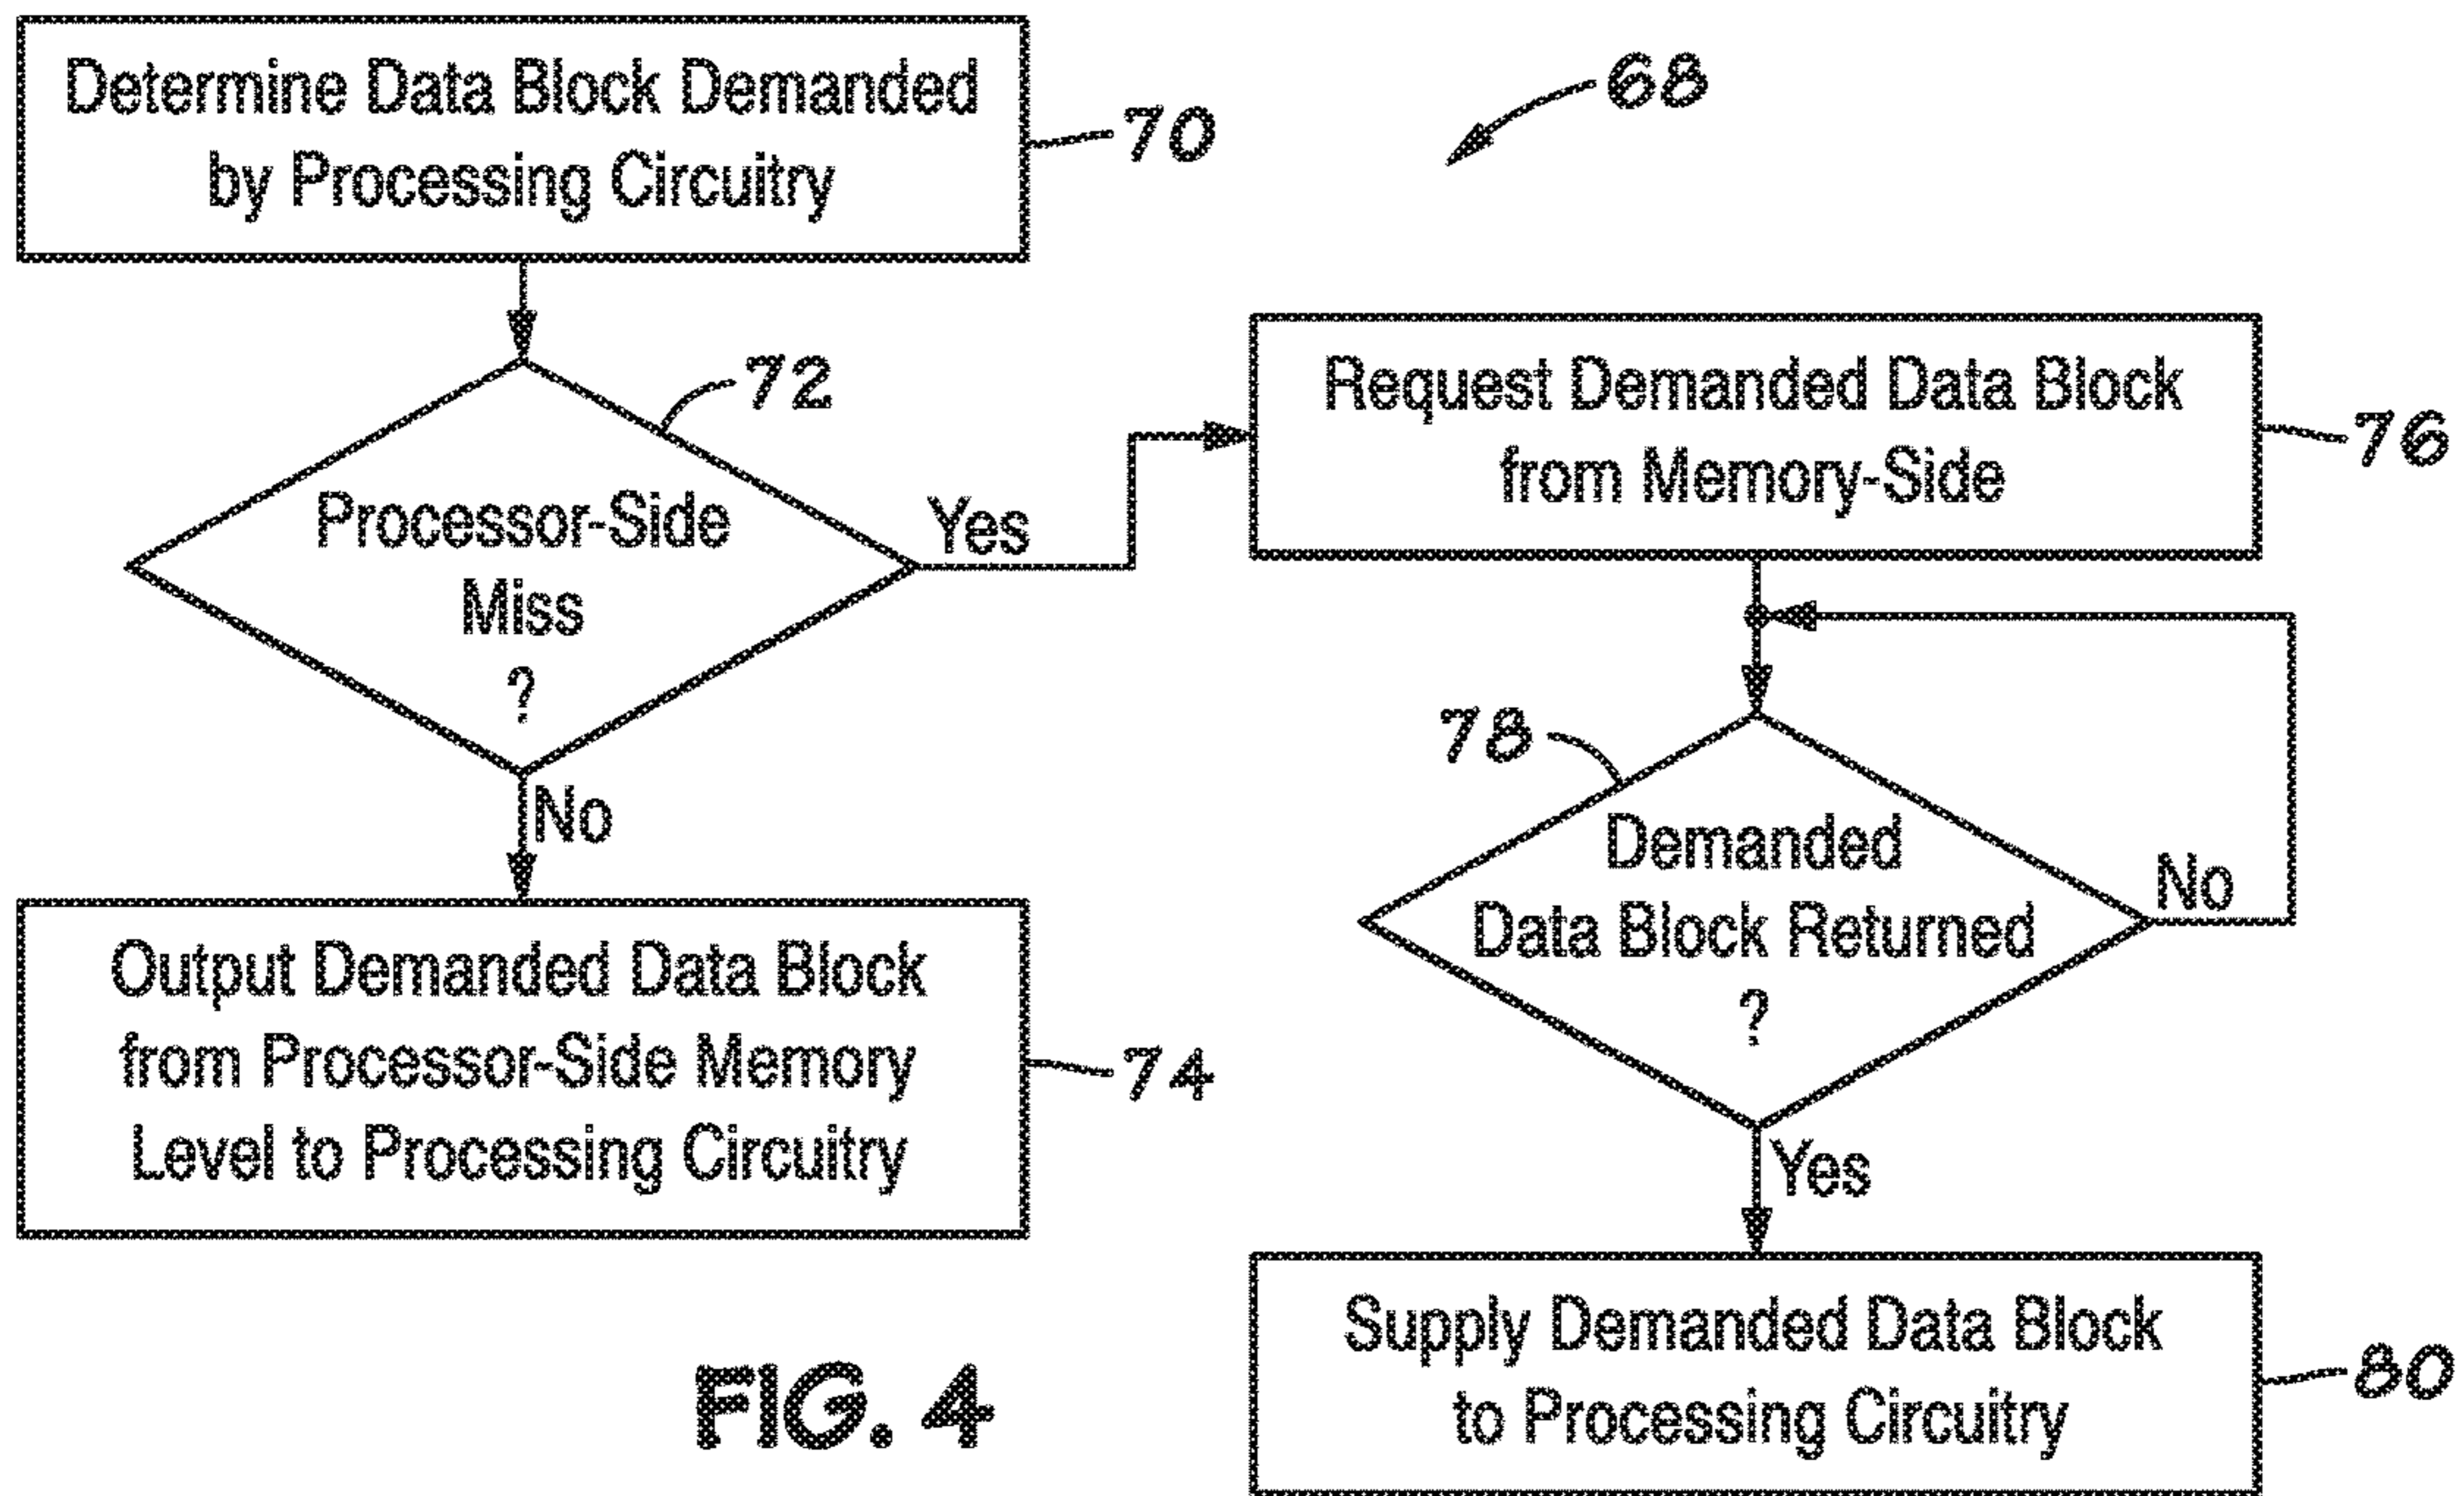 Determine Data Block Demanded
by Processing Circuitry
70
68
72
Processor-Side
Miss
?
Yes
No
Output Demanded Data Block
from Processor-Side Memory
Level to Processing Circuitry
74
Request Demanded Data Block
from Memory-Side
76
78
Demanded
Data Block Returned
?
No
Yes
Supply Demanded Data Block
to Processing Circuitry
80
FIG. 4